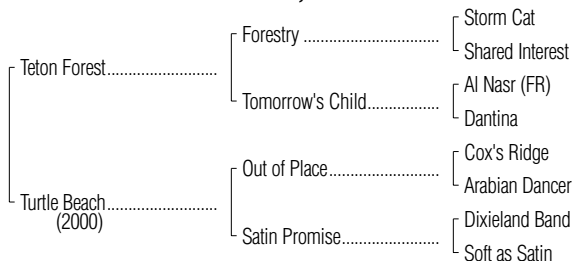 Storm Cat
Forestry
Shared Interest
Teton Forest
Al Nasr (FR)
Tomorrow's Child
Dantina
Cox's Ridge
Out of Place
Arabian Dancer
Turtle Beach
(2000)
Dixieland Band
Satin Promise
Soft as Satin